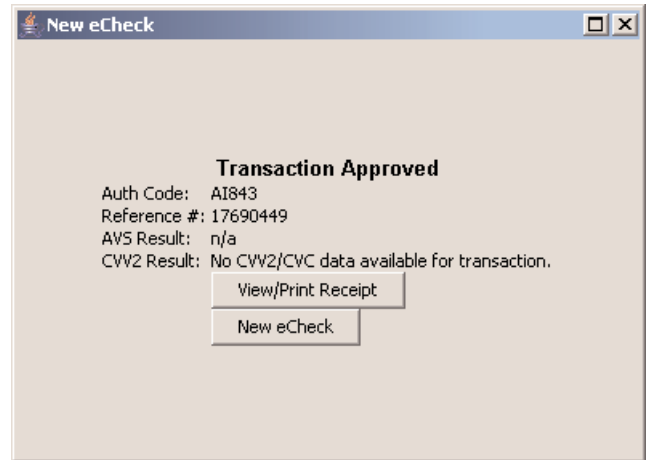 New eCheck
Transaction Approved
Auth Code: AI843
Reference #: 17690449
AVS Result: n/a
CVV2 Result: No CVV2/CVC data available for transaction.
View/Print Receipt
New eCheck